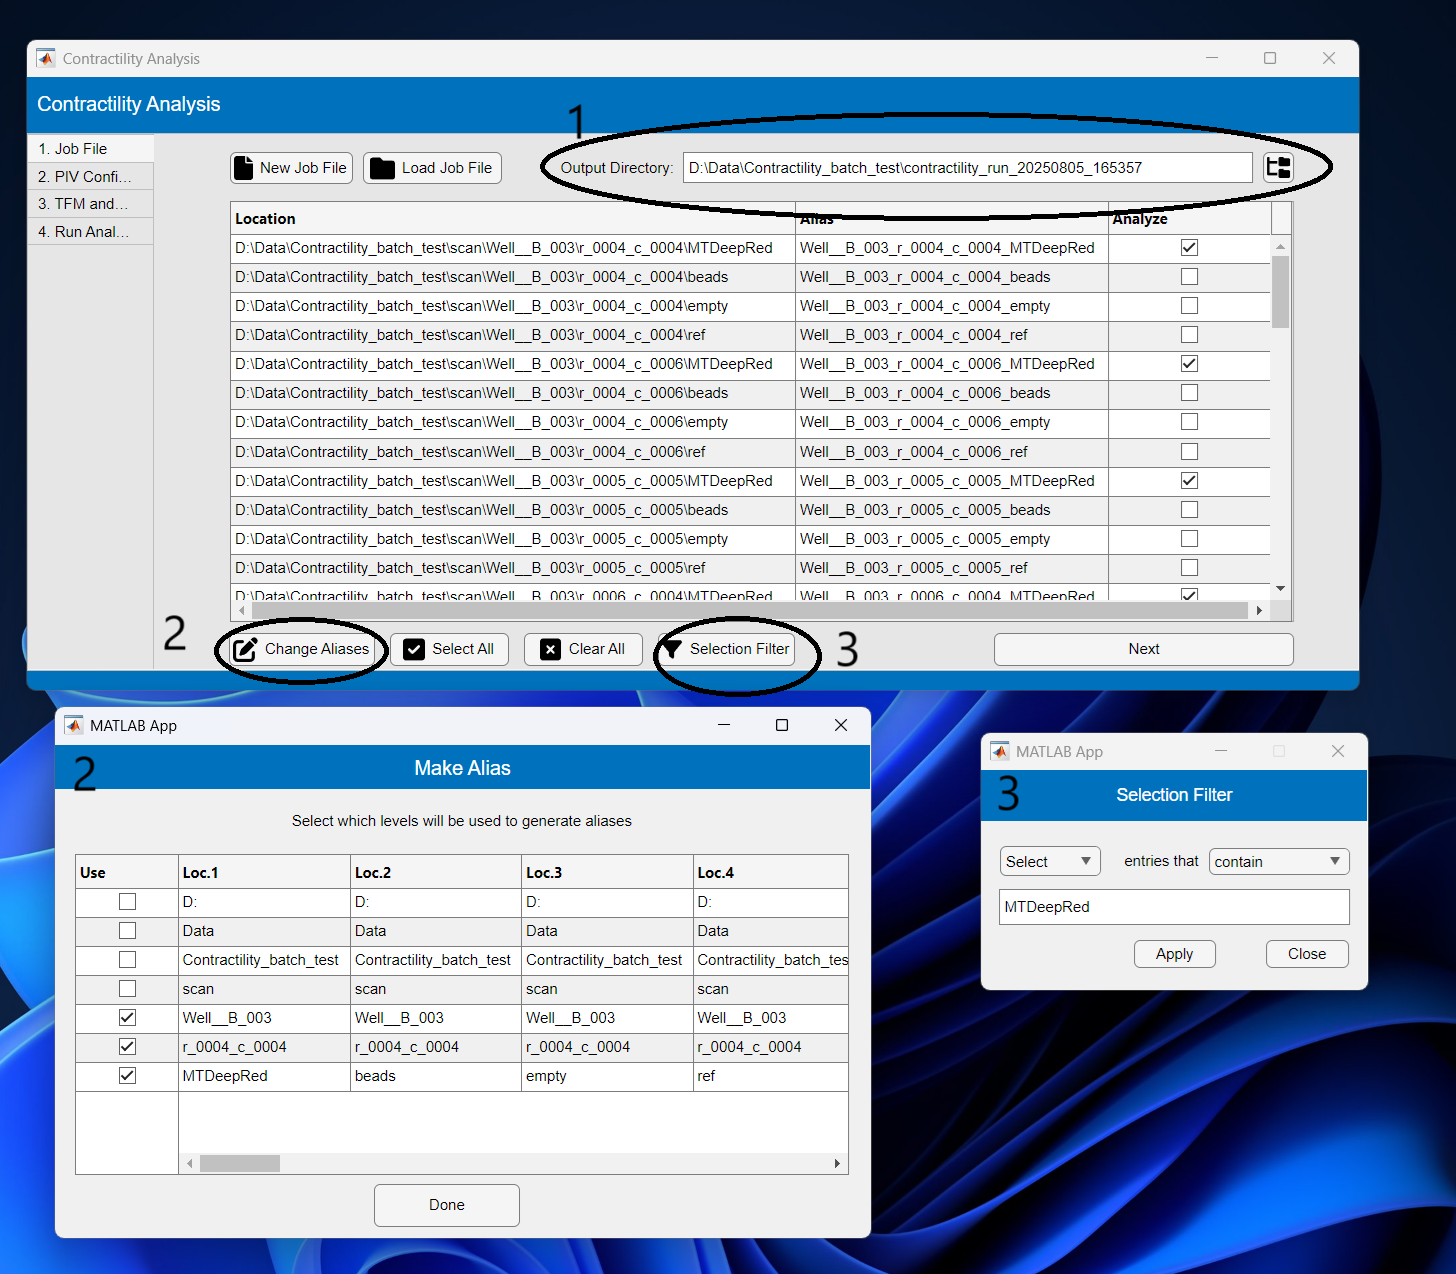 Contractility Analysis
Contractility Analysis
1
1. Job File
2. PIV Confi...
3. TFM and...
4. Run Anal...
New Job File
Load Job File
Output Directory:
D:\Data\Contractility_batch_test\contractility_run_20250805_165357
Location Alias Analyze
D:\Data\Contractility_batch_test\scan\Well__B_003\r_0004_c_0004\MTDeepRed Well__B_003_r_0004_c_0004_MTDeepRed
D:\Data\Contractility_batch_test\scan\Well__B_003\r_0004_c_0004\beads Well__B_003_r_0004_c_0004_beads
D:\Data\Contractility_batch_test\scan\Well__B_003\r_0004_c_0004\empty Well__B_003_r_0004_c_0004_empty
D:\Data\Contractility_batch_test\scan\Well__B_003\r_0004_c_0004\ref Well__B_003_r_0004_c_0004_ref
D:\Data\Contractility_batch_test\scan\Well__B_003\r_0004_c_0006\MTDeepRed Well__B_003_r_0004_c_0006_MTDeepRed
D:\Data\Contractility_batch_test\scan\Well__B_003\r_0004_c_0006\beads Well__B_003_r_0004_c_0006_beads
D:\Data\Contractility_batch_test\scan\Well__B_003\r_0004_c_0006\empty Well__B_003_r_0004_c_0006_empty
D:\Data\Contractility_batch_test\scan\Well__B_003\r_0004_c_0006\ref Well__B_003_r_0004_c_0006_ref
D:\Data\Contractility_batch_test\scan\Well__B_003\r_0005_c_0005\MTDeepRed Well__B_003_r_0005_c_0005_MTDeepRed
D:\Data\Contractility_batch_test\scan\Well__B_003\r_0005_c_0005\beads Well__B_003_r_0005_c_0005_beads
D:\Data\Contractility_batch_test\scan\Well__B_003\r_0005_c_0005\empty Well__B_003_r_0005_c_0005_empty
D:\Data\Contractility_batch_test\scan\Well__B_003\r_0005_c_0005\ref Well__B_003_r_0005_c_0005_ref
D:\Data\Contractility_batch_test\scan\Well__B_003\r_0006_c_0004\MTDeepRed Well__B_003_r_0006_c_0004_MTDeepRed
2
Change Aliases
Select All
Clear All
Selection Filter
3
Next
MATLAB App
2
Make Alias
Select which levels will be used to generate aliases
Use Loc.1 Loc.2 Loc.3 Loc.4
D: D: D: D:
Data Data Data Data
Contractility_batch_test Contractility_batch_test Contractility_batch_test Contractility_batch_tes
scan scan scan scan
Well__B_003 Well__B_003 Well__B_003 Well__B_003
r_0004_c_0004 r_0004_c_0004 r_0004_c_0004 r_0004_c_0004
MTDeepRed beads empty ref
Done
MATLAB App
3
Selection Filter
Select entries that contain
MTDeepRed
Apply
Close